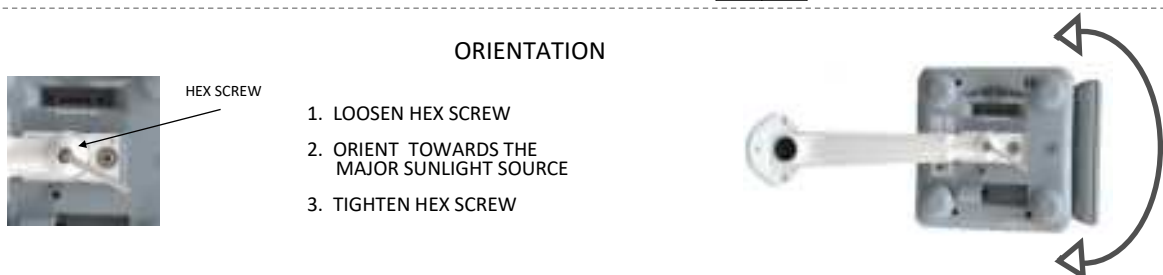 ORIENTATION
HEX SCREW
1. LOOSEN HEX SCREW
2. ORIENT TOWARDS THE
MAJOR SUNLIGHT SOURCE
3. TIGHTEN HEX SCREW